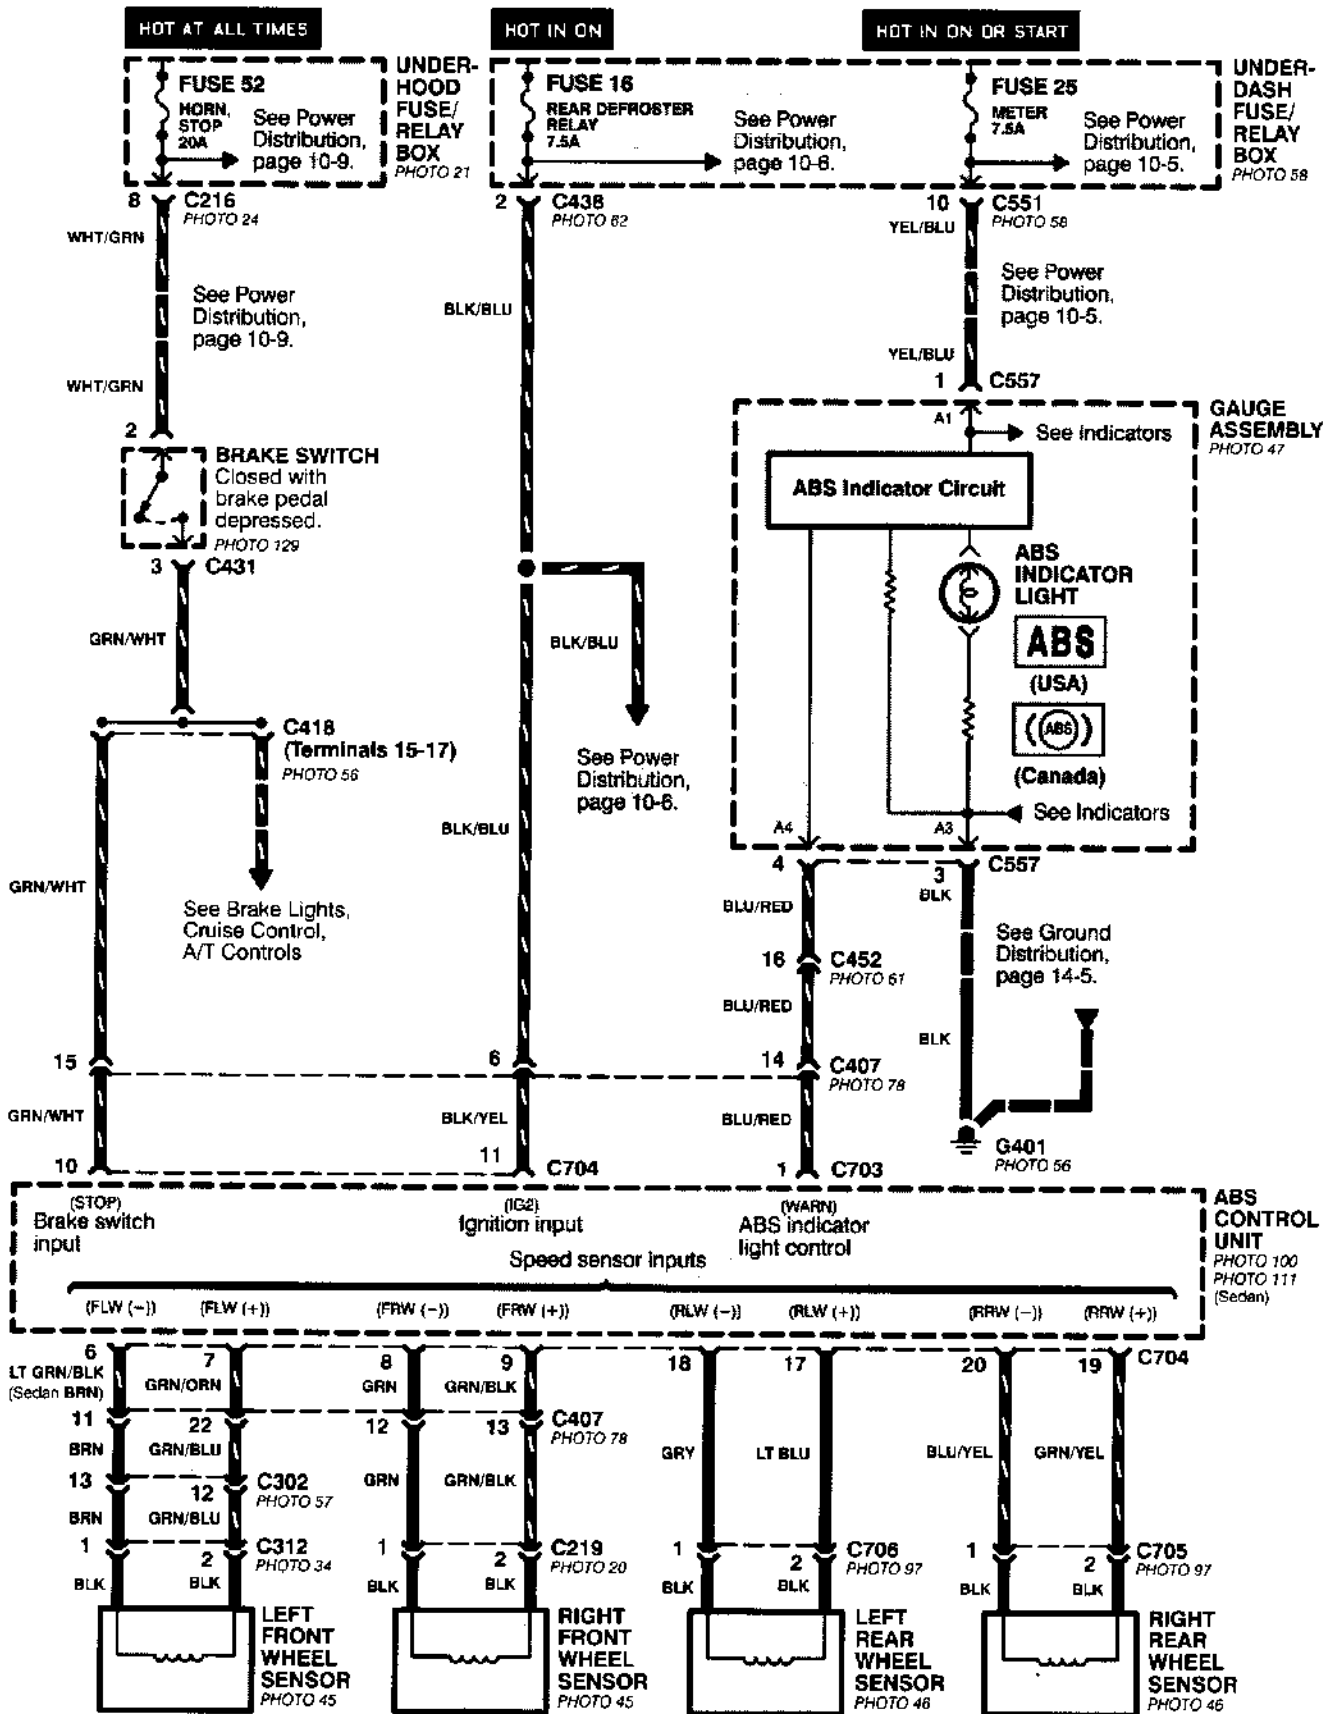 HOT AT ALL TIMES
HOT IN ON
HOT IN ON OR START
FUSE 52
HORN,
STOP
20A
See Power
Distribution,
page 10-9.
UNDER-
HOOD
FUSE/
RELAY
BOX
PHOTO 21
FUSE 16
REAR DEFROSTER
RELAY
7.5A
See Power
Distribution,
page 10-6.
FUSE 25
METER
7.5A
See Power
Distribution,
page 10-5.
UNDER-
DASH
FUSE/
RELAY
BOX
PHOTO 58
8
C216
PHOTO 24
2
C438
PHOTO 62
10
C551
PHOTO 58
WHT/GRN
YEL/BLU
See Power
Distribution,
page 10-9.
BLK/BLU
See Power
Distribution,
page 10-5.
WHT/GRN
YEL/BLU
1
C557
2
BRAKE SWITCH
Closed with
brake pedal
depressed.
PHOTO 129
3
C431
A1
See Indicators
GAUGE
ASSEMBLY
PHOTO 47
ABS Indicator Circuit
ABS
INDICATOR
LIGHT
ABS
(USA)
(ABS)
(Canada)
See Indicators
GRN/WHT
BLK/BLU
C418
(Terminals 15-17)
PHOTO 56
See Power
Distribution,
page 10-6.
BLK/BLU
A4
A3
4
3
C557
GRN/WHT
See Brake Lights,
Cruise Control,
A/T Controls
BLU/RED
BLK
See Ground
Distribution,
page 14-5.
16
C452
PHOTO 61
BLU/RED
BLK
15
6
14
C407
PHOTO 78
GRN/WHT
BLK/YEL
BLU/RED
G401
PHOTO 56
10
11
C704
1
C703
(STOP)
Brake switch
input
(IG2)
Ignition input
(WARN)
ABS indicator
light control
ABS
CONTROL
UNIT
PHOTO 100
PHOTO 111
(Sedan)
Speed sensor inputs
(FLW (−))
(FLW (+))
(FRW (−))
(FRW (+))
(RLW (−))
(RLW (+))
(RRW (−))
(RRW (+))
6
7
8
9
18
17
20
19
C704
LT GRN/BLK
(Sedan BRN)
GRN/ORN
GRN
GRN/BLK
11
22
12
13
C407
PHOTO 78
BRN
GRN/BLU
GRN
GRN/BLK
GRY
LT BLU
BLU/YEL
GRN/YEL
13
12
C302
PHOTO 57
BRN
GRN/BLU
1
2
C312
PHOTO 34
1
2
C219
PHOTO 20
1
2
C706
PHOTO 97
1
2
C705
PHOTO 97
BLK
BLK
BLK
BLK
BLK
BLK
BLK
BLK
LEFT
FRONT
WHEEL
SENSOR
PHOTO 45
RIGHT
FRONT
WHEEL
SENSOR
PHOTO 45
LEFT
REAR
WHEEL
SENSOR
PHOTO 46
RIGHT
REAR
WHEEL
SENSOR
PHOTO 46